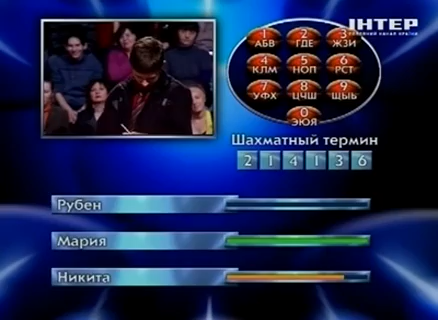 ІНТЕР
1 2 3
АБВ ГДЕ ЖЗИ
4 5 6
КЛМ НОП РСТ
7 8 9
УФХ ЦЧШ ЩЫЬ
0
ЭЮЯ
Шахматный термин
2 1 4 1 3 6
Рубен
Мария
Никита